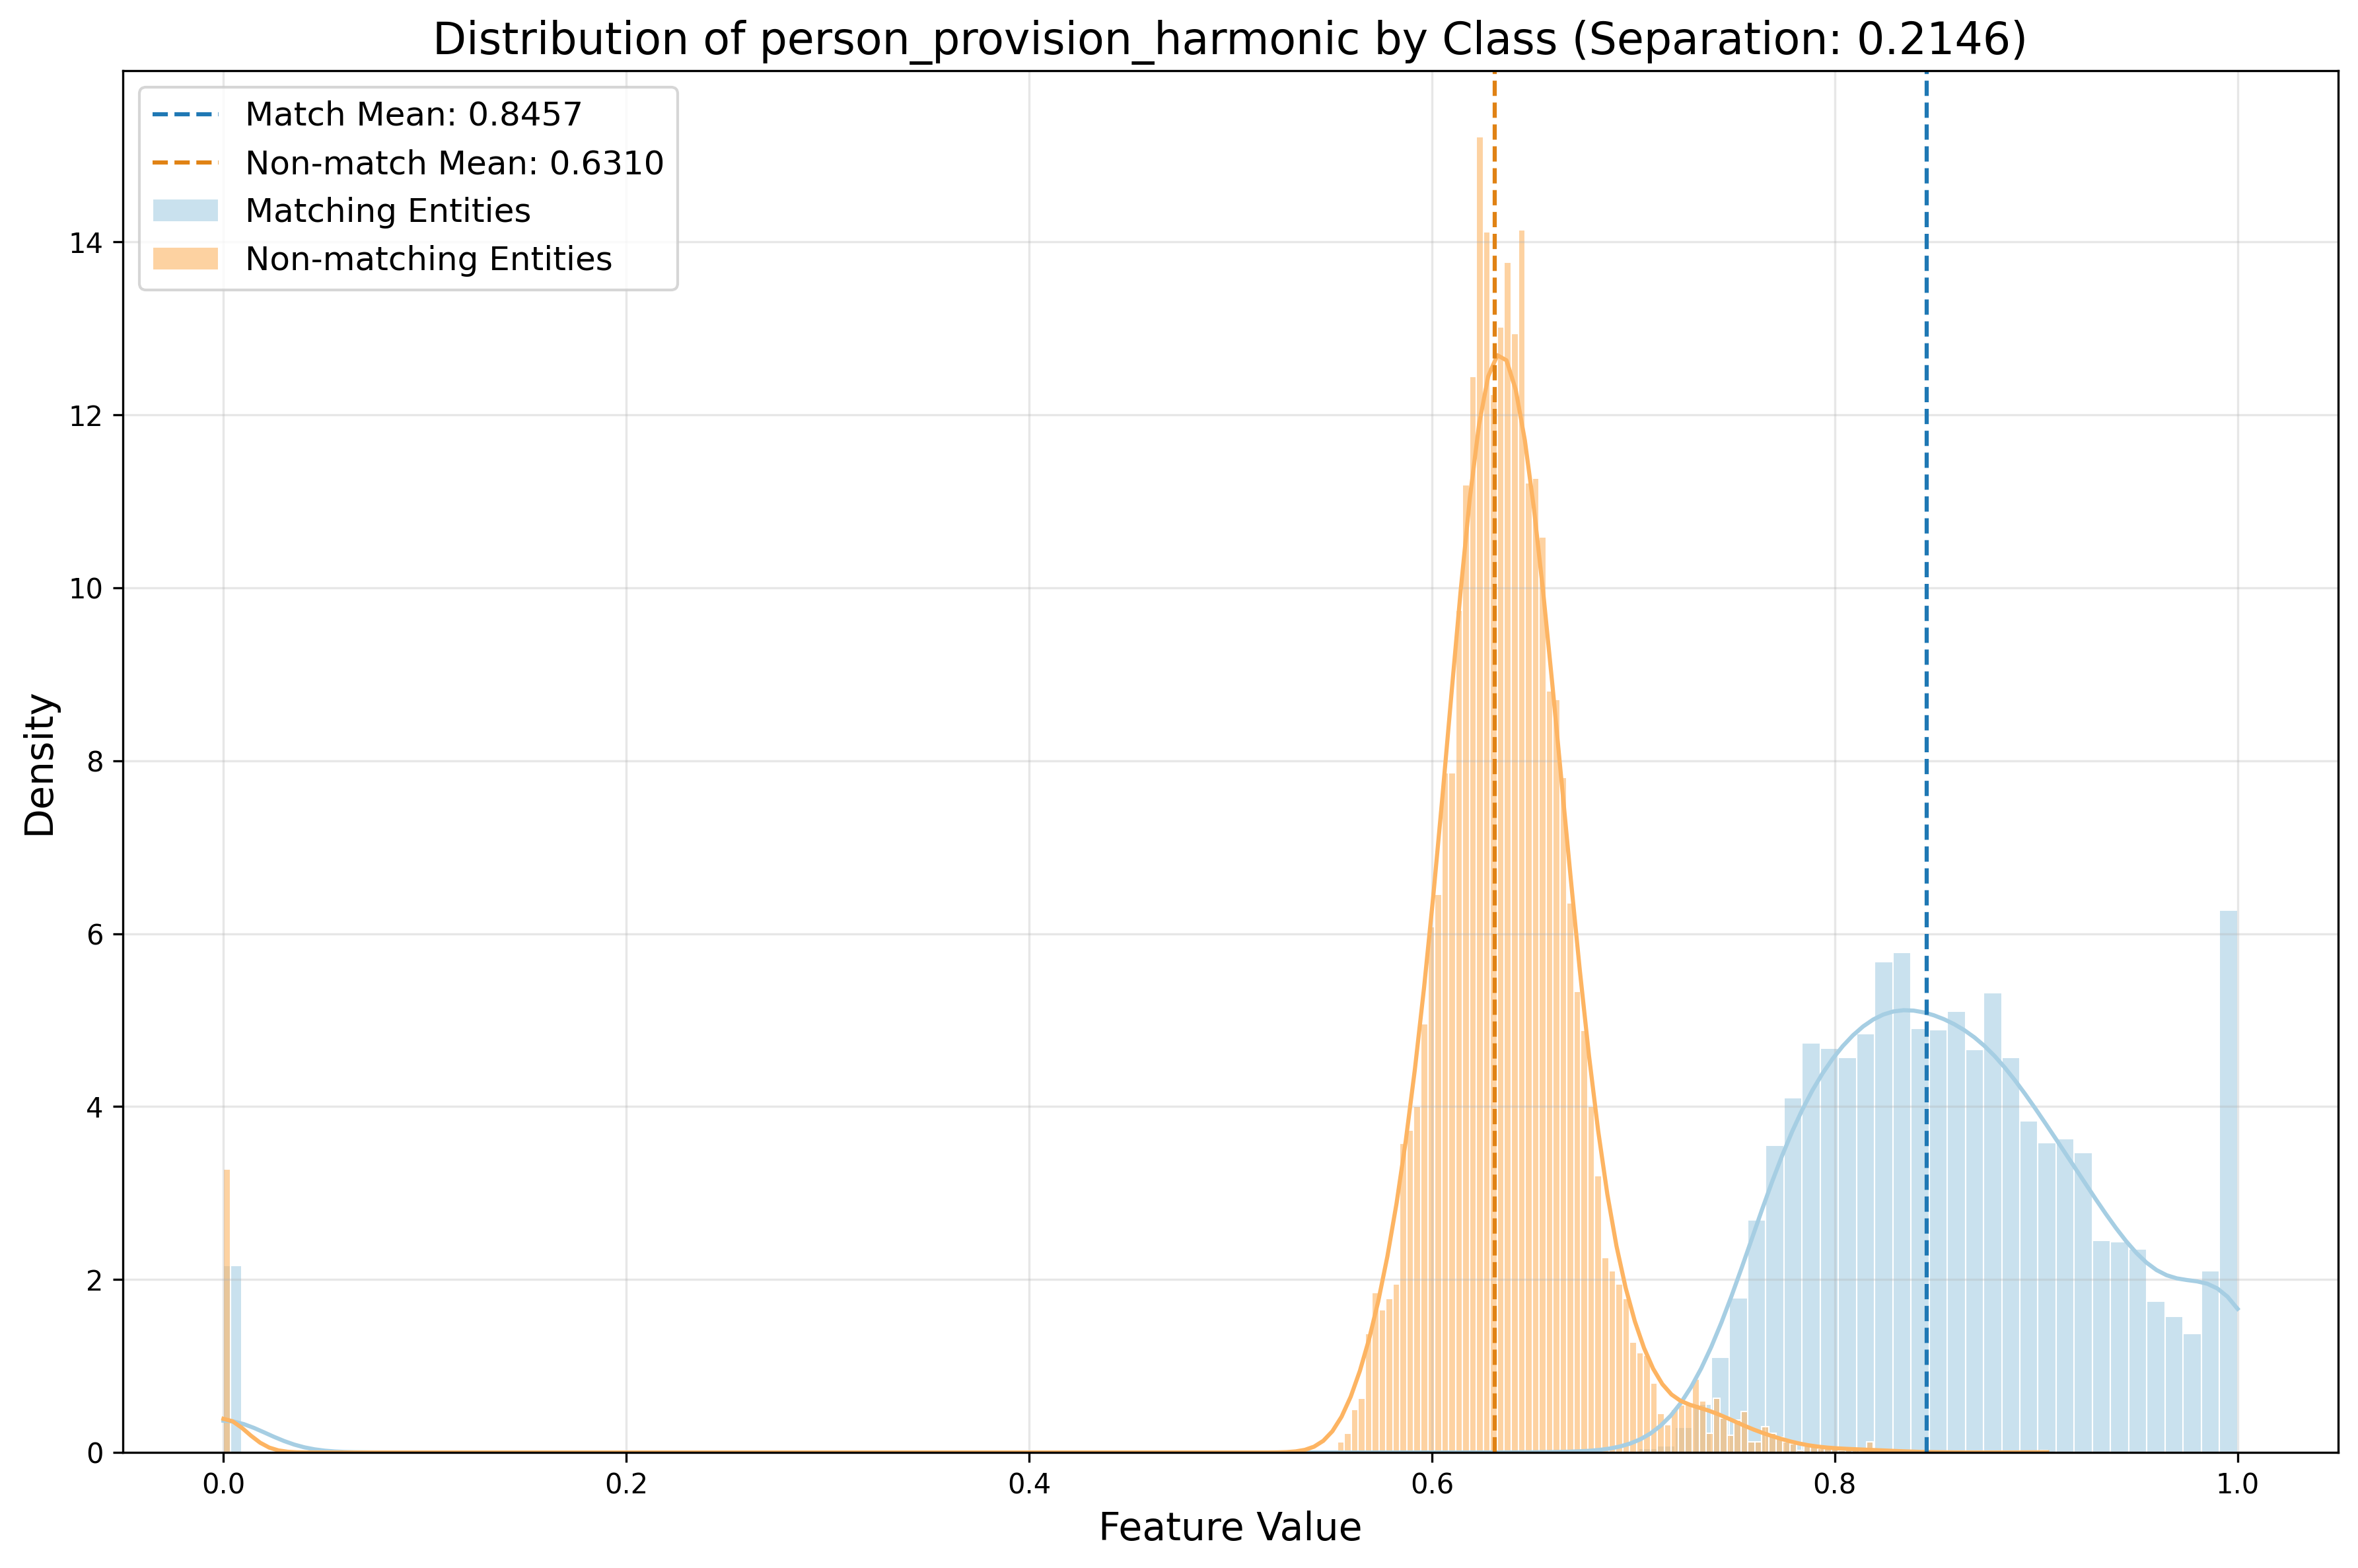 Distribution of person_provision_harmonic by Class (Separation: 0.2146)
Match Mean: 0.8457
Non-match Mean: 0.6310
Matching Entities
Non-matching Entities
14
12
10
8
6
4
2
0
Density
0.0 0.2 0.4 0.6 0.8 1.0
Feature Value